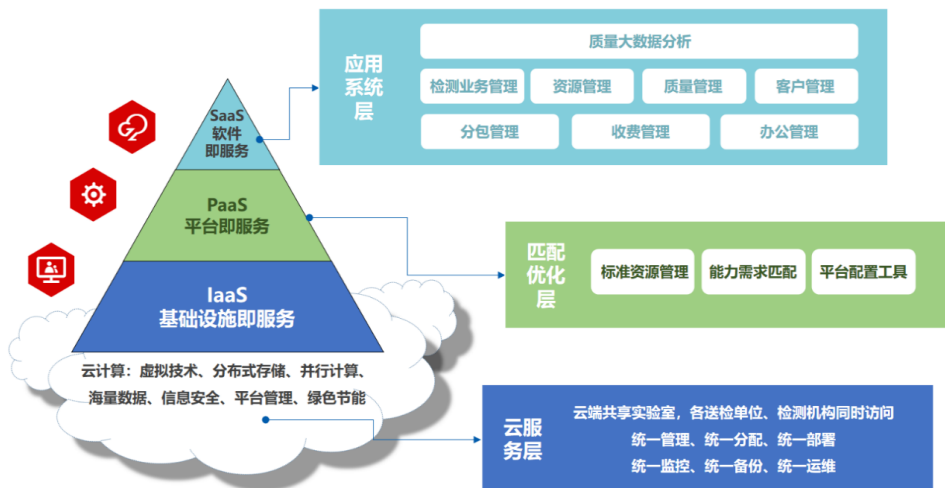 SaaS
软件
即服务
PaaS
平台即服务
IaaS
基础设施即服务
云计算：虚拟技术、分布式存储、并行计算、
海量数据、信息安全、平台管理、绿色节能
应用
系统
层
质量大数据分析
检测业务管理 资源管理 质量管理 客户管理
分包管理 收费管理 办公管理
匹配
优化
层
标准资源管理 能力需求匹配 平台配置工具
云服
务层
云端共享实验室，各送检单位、检测机构同时访问
统一管理、统一分配、统一部署
统一监控、统一备份、统一运维